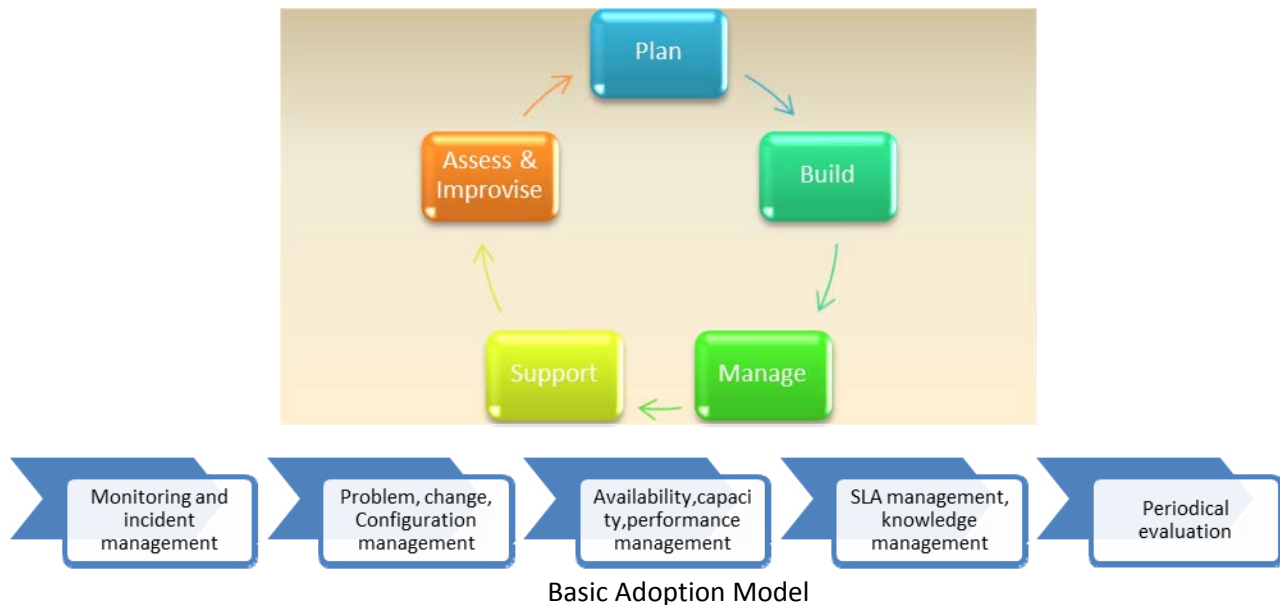 Plan
Assess &
Improvise
Build
Support
Manage
Monitoring and
incident
management
Problem, change,
Configuration
management
Availability,capaci
ty,performance
management
SLA management,
knowledge
management
Periodical
evaluation
Basic Adoption Model